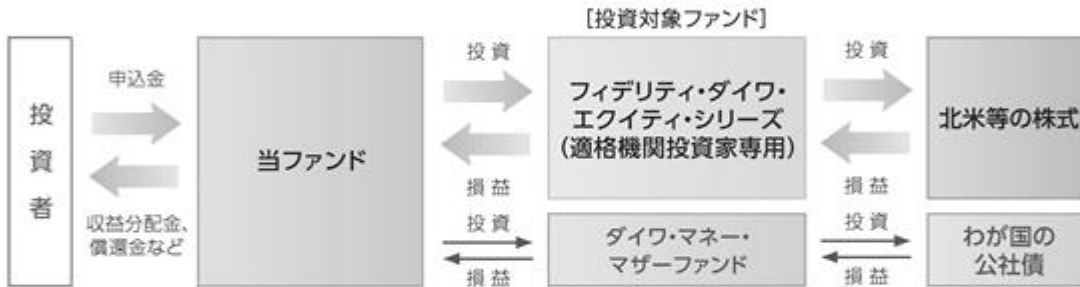 [投資対象ファンド]
投資者
申込金
収益分配金、
償還金など
当ファンド
投資
損益
投資
損益
フィデリティ・ダイワ・
エクイティ・シリーズ
(適格機関投資家専用)
ダイワ・マネー・
マザーファンド
投資
損益
投資
損益
北米等の株式
わが国の
公社債